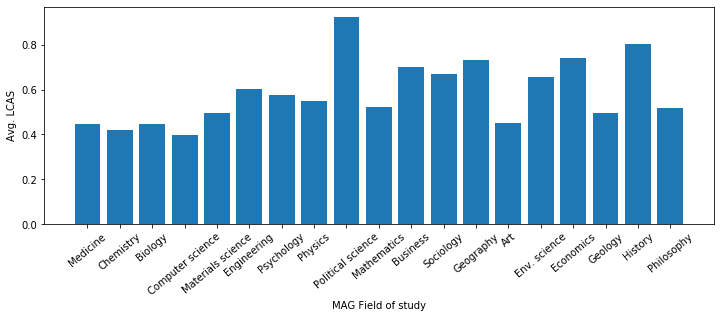 0.8
0.6
0.4
0.2
0.0
Avg. LCAS
Medicine
Chemistry
Biology
Computer science
Materials science
Engineering
Psychology
Physics
Political science
Mathematics
Business
Sociology
Geography
Art
Env. science
Economics
Geology
History
Philosophy
MAG Field of study